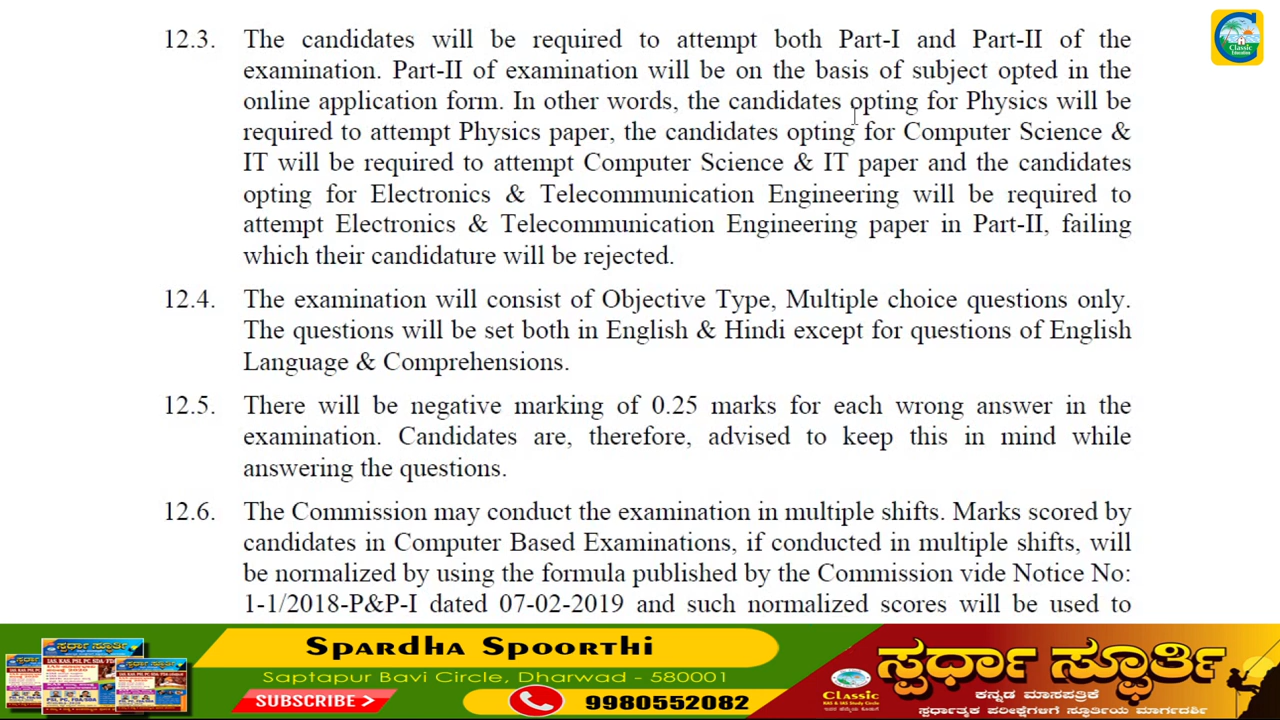 12.3. The candidates will be required to attempt both Part-I and Part-II of the
examination. Part-II of examination will be on the basis of subject opted in the
online application form. In other words, the candidates opting for Physics will be
required to attempt Physics paper, the candidates opting for Computer Science &
IT will be required to attempt Computer Science & IT paper and the candidates
opting for Electronics & Telecommunication Engineering will be required to
attempt Electronics & Telecommunication Engineering paper in Part-II, failing
which their candidature will be rejected.
12.4. The examination will consist of Objective Type, Multiple choice questions only.
The questions will be set both in English & Hindi except for questions of English
Language & Comprehensions.
12.5. There will be negative marking of 0.25 marks for each wrong answer in the
examination. Candidates are, therefore, advised to keep this in mind while
answering the questions.
12.6. The Commission may conduct the examination in multiple shifts. Marks scored by
candidates in Computer Based Examinations, if conducted in multiple shifts, will
be normalized by using the formula published by the Commission vide Notice No:
1-1/2018-P&P-I dated 07-02-2019 and such normalized scores will be used to
Classic
Education
Spardha Spoorthi
Saptapur Bavi Circle, Dharwad - 580001
SUBSCRIBE >
9980552082
Classic
KAS & IAS Study Circle
ಸ್ಪರ್ಧಾ ಸ್ಫೂರ್ತಿ
ಕನ್ನಡ ಮಾಸಪತ್ರಿಕೆ
ಸ್ಪರ್ಧಾತ್ಮಕ ಪರೀಕ್ಷೆಗಳಿಗೆ ಸ್ಫೂರ್ತಿಯ ಮಾರ್ಗದರ್ಶಿ